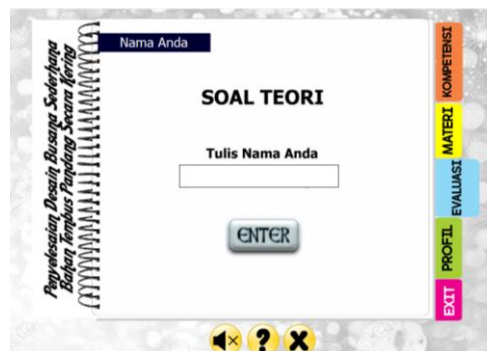 Penyelesaian Desain Busana Sederhana
Bahan Tembus Pandang Secara Kering
Nama Anda
SOAL TEORI
Tulis Nama Anda
ENTER
KOMPETENSI
MATERI
EVALUASI
PROFIL
EXIT
? X